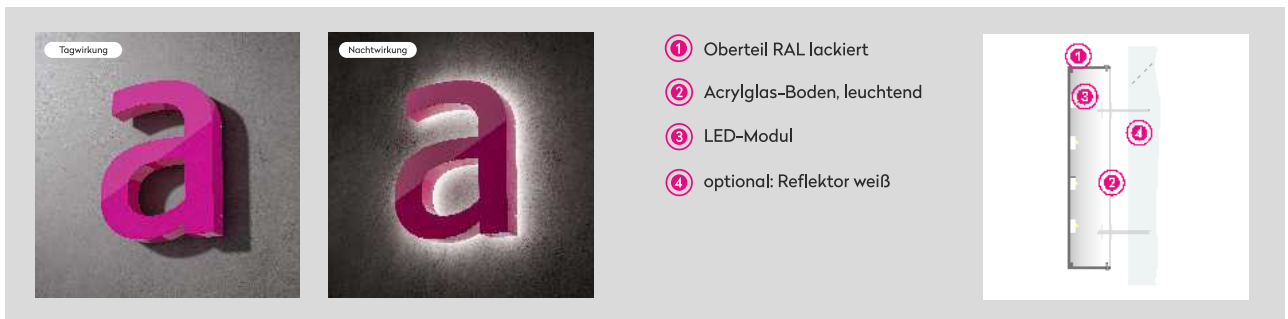 Tagwirkung
a
Nachtwirkung
a
1 Oberteil RAL lackiert
2 Acrylglas-Boden, leuchtend
3 LED-Modul
4 optional: Reflektor weiß
1
3
4
2